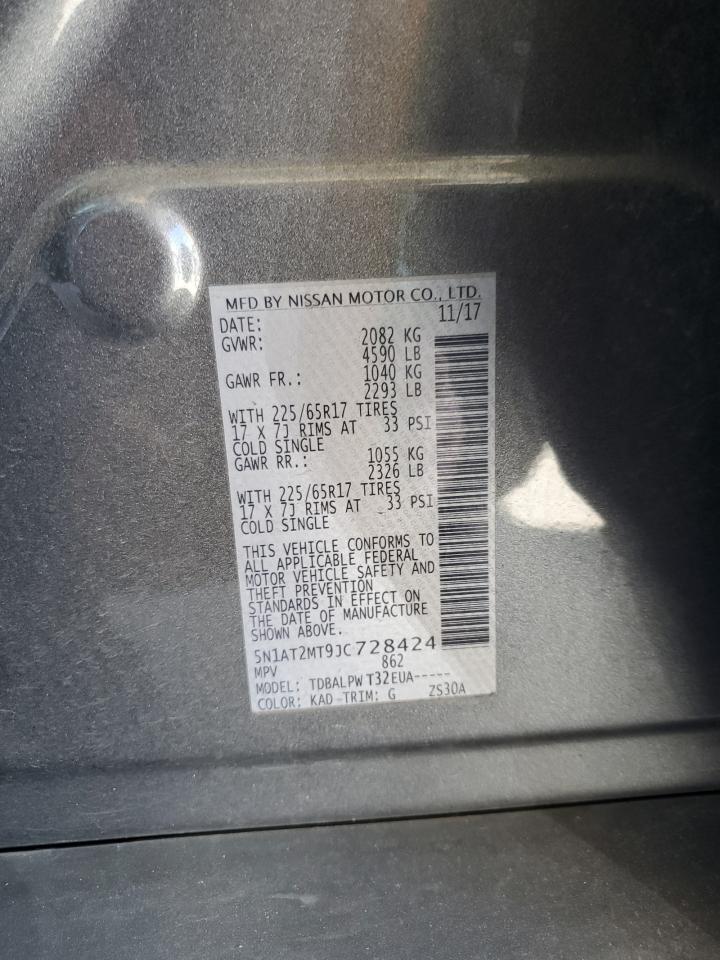 MFD BY NISSAN MOTOR CO., LTD.
DATE: 11/17
GVWR: 2082 KG
4590 LB
GAWR FR.: 1040 KG
2293 LB
WITH 225/65R17 TIRES
17 X 7J RIMS AT 33 PSI
COLD SINGLE
GAWR RR.: 1055 KG
2326 LB
WITH 225/65R17 TIRES
17 X 7J RIMS AT 33 PSI
COLD SINGLE
THIS VEHICLE CONFORMS TO
ALL APPLICABLE FEDERAL
MOTOR VEHICLE SAFETY AND
THEFT PREVENTION
STANDARDS IN EFFECT ON
THE DATE OF MANUFACTURE
SHOWN ABOVE.
5N1AT2MT9JC728424
MPV 862
MODEL: TDBALPW T32EUA-----
COLOR: KAD TRIM: G ZS30A